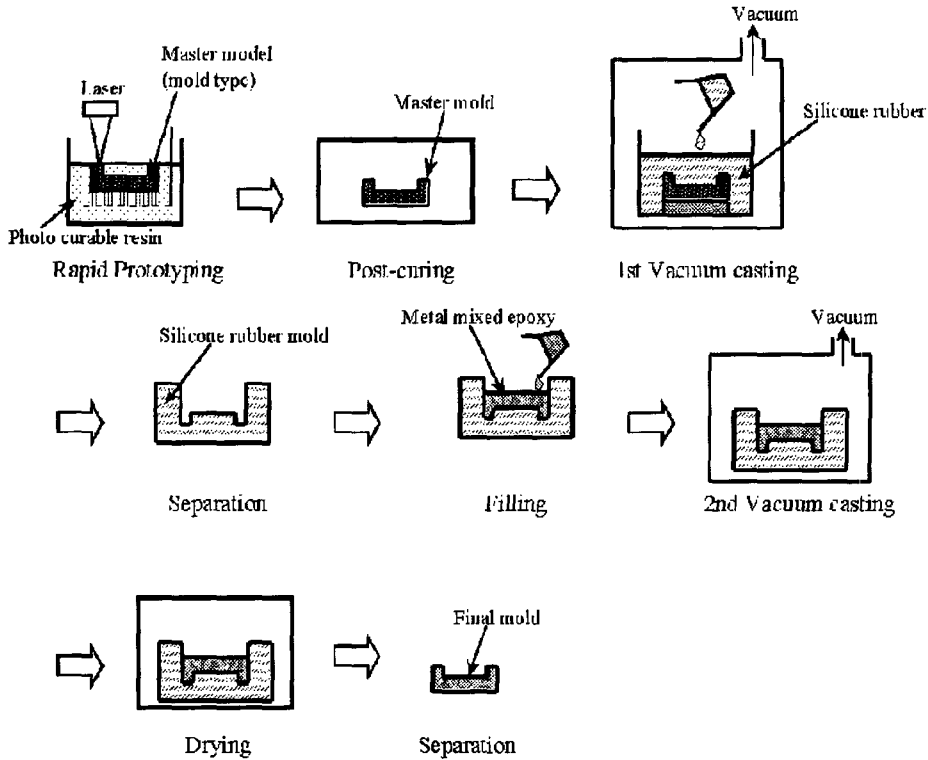 Vacuum
Master model
(mold type)
Laser
Master mold
Silicone rubber
Photo curable resin
Rapid Prototyping
Post-curing
1st Vacuum casting
Silicone rubber mold
Metal mixed epoxy
Vacuum
Separation
Filling
2nd Vacuum casting
Final mold
Drying
Separation